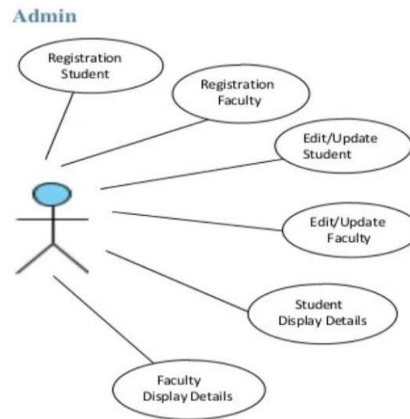 Admin
Registration
Student
Registration
Faculty
Edit/Update
Student
Edit/Update
Faculty
Student
Display Details
Faculty
Display Details